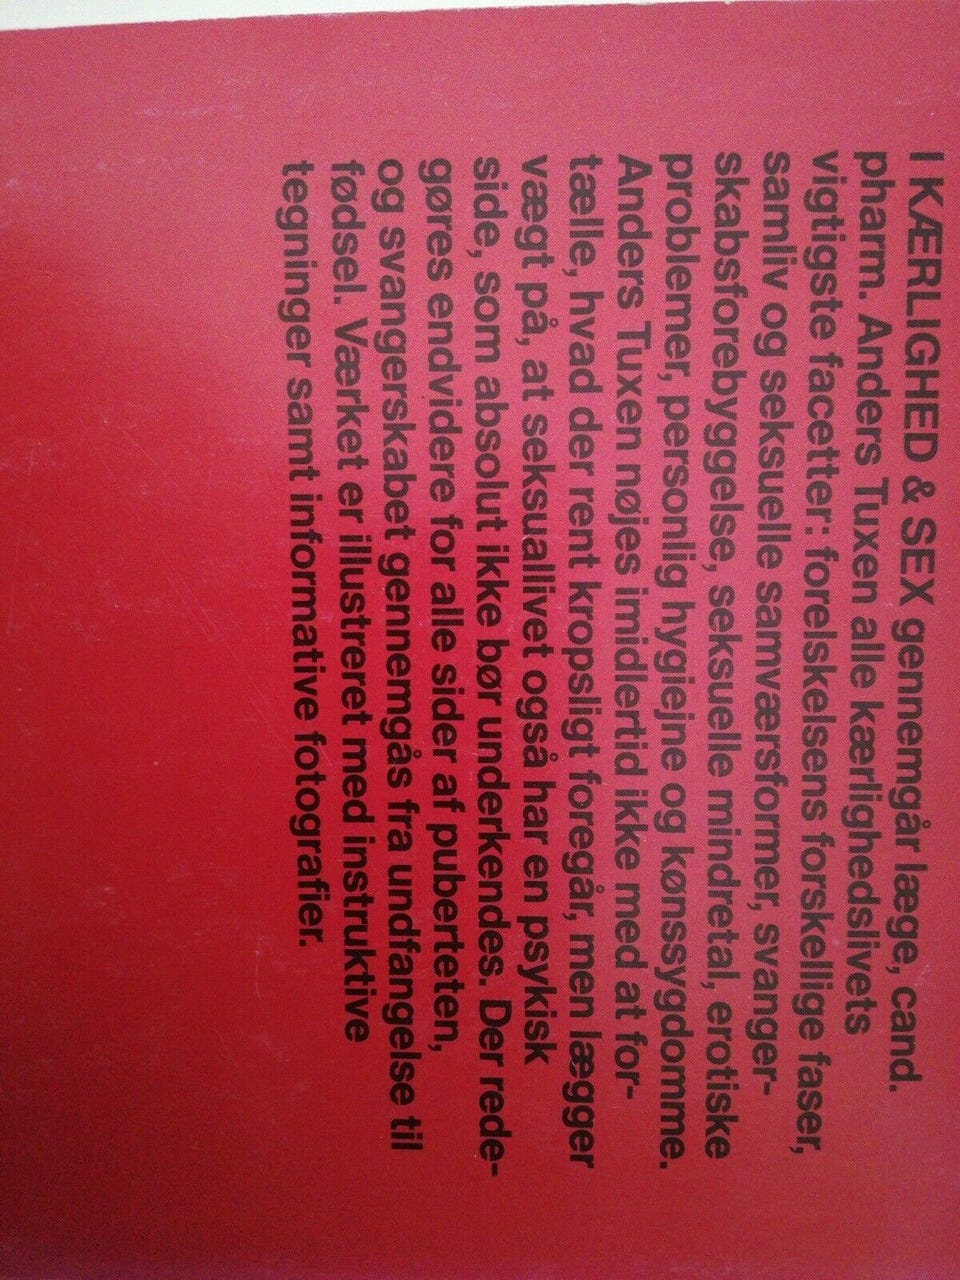 I KÆRLIGHED & SEX gennemgår læge, cand.
pharm. Anders Tuxen alle kærlighedslivets
vigtigste facetter: forelskelsens forskellige faser,
samliv og seksuelle samværsformer, svanger-
skabsforebyggelse, seksuelle mindretal, erotiske
problemer, personlig hygiejne og kønssygdomme.
Anders Tuxen nøjes imidlertid ikke med at for-
tælle, hvad der rent kropsligt foregår, men lægger
vægt på, at seksuallivet også har en psykisk
side, som absolut ikke bør underkendes. Der rede-
gøres endvidere for alle sider af puberteten,
og svangerskabet gennemgås fra undfangelse til
fødsel. Værket er illustreret med instruktive
tegninger samt informative fotografier.